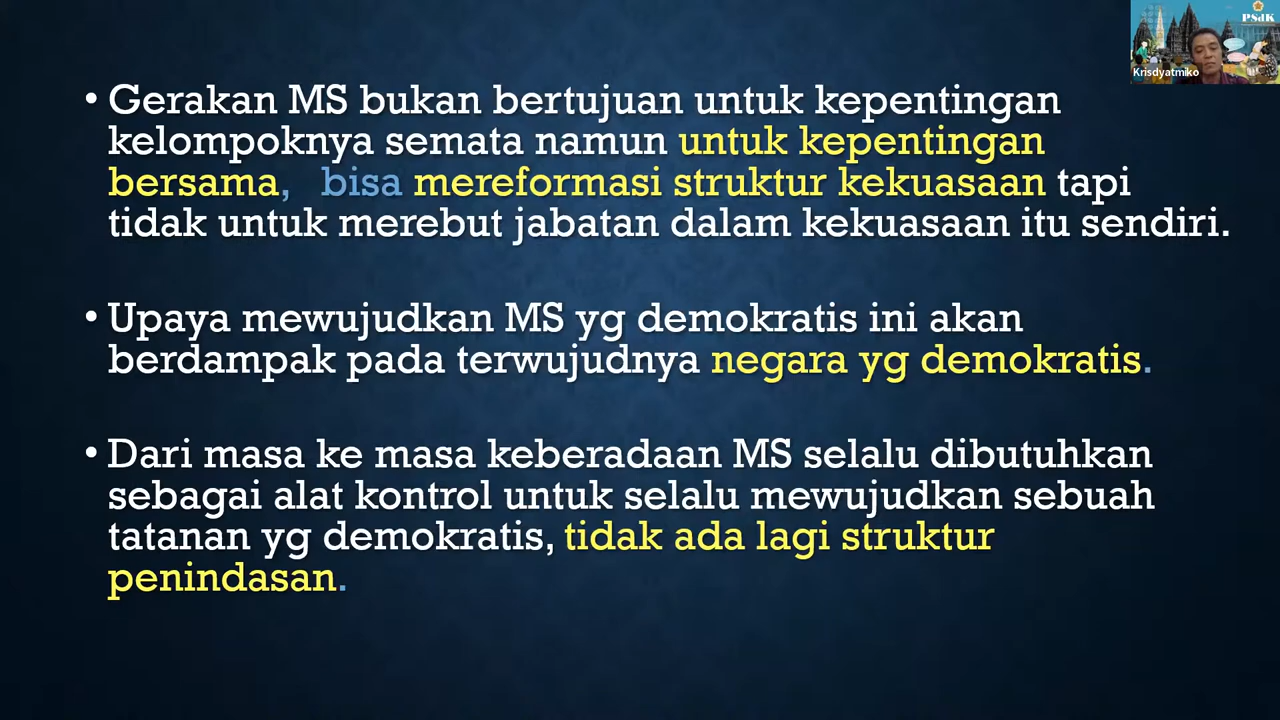 PSdK
Krisdyatmiko
• Gerakan MS bukan bertujuan untuk kepentingan
kelompoknya semata namun untuk kepentingan
bersama, bisa mereformasi struktur kekuasaan tapi
tidak untuk merebut jabatan dalam kekuasaan itu sendiri.
• Upaya mewujudkan MS yg demokratis ini akan
berdampak pada terwujudnya negara yg demokratis.
• Dari masa ke masa keberadaan MS selalu dibutuhkan
sebagai alat kontrol untuk selalu mewujudkan sebuah
tatanan yg demokratis, tidak ada lagi struktur
penindasan.